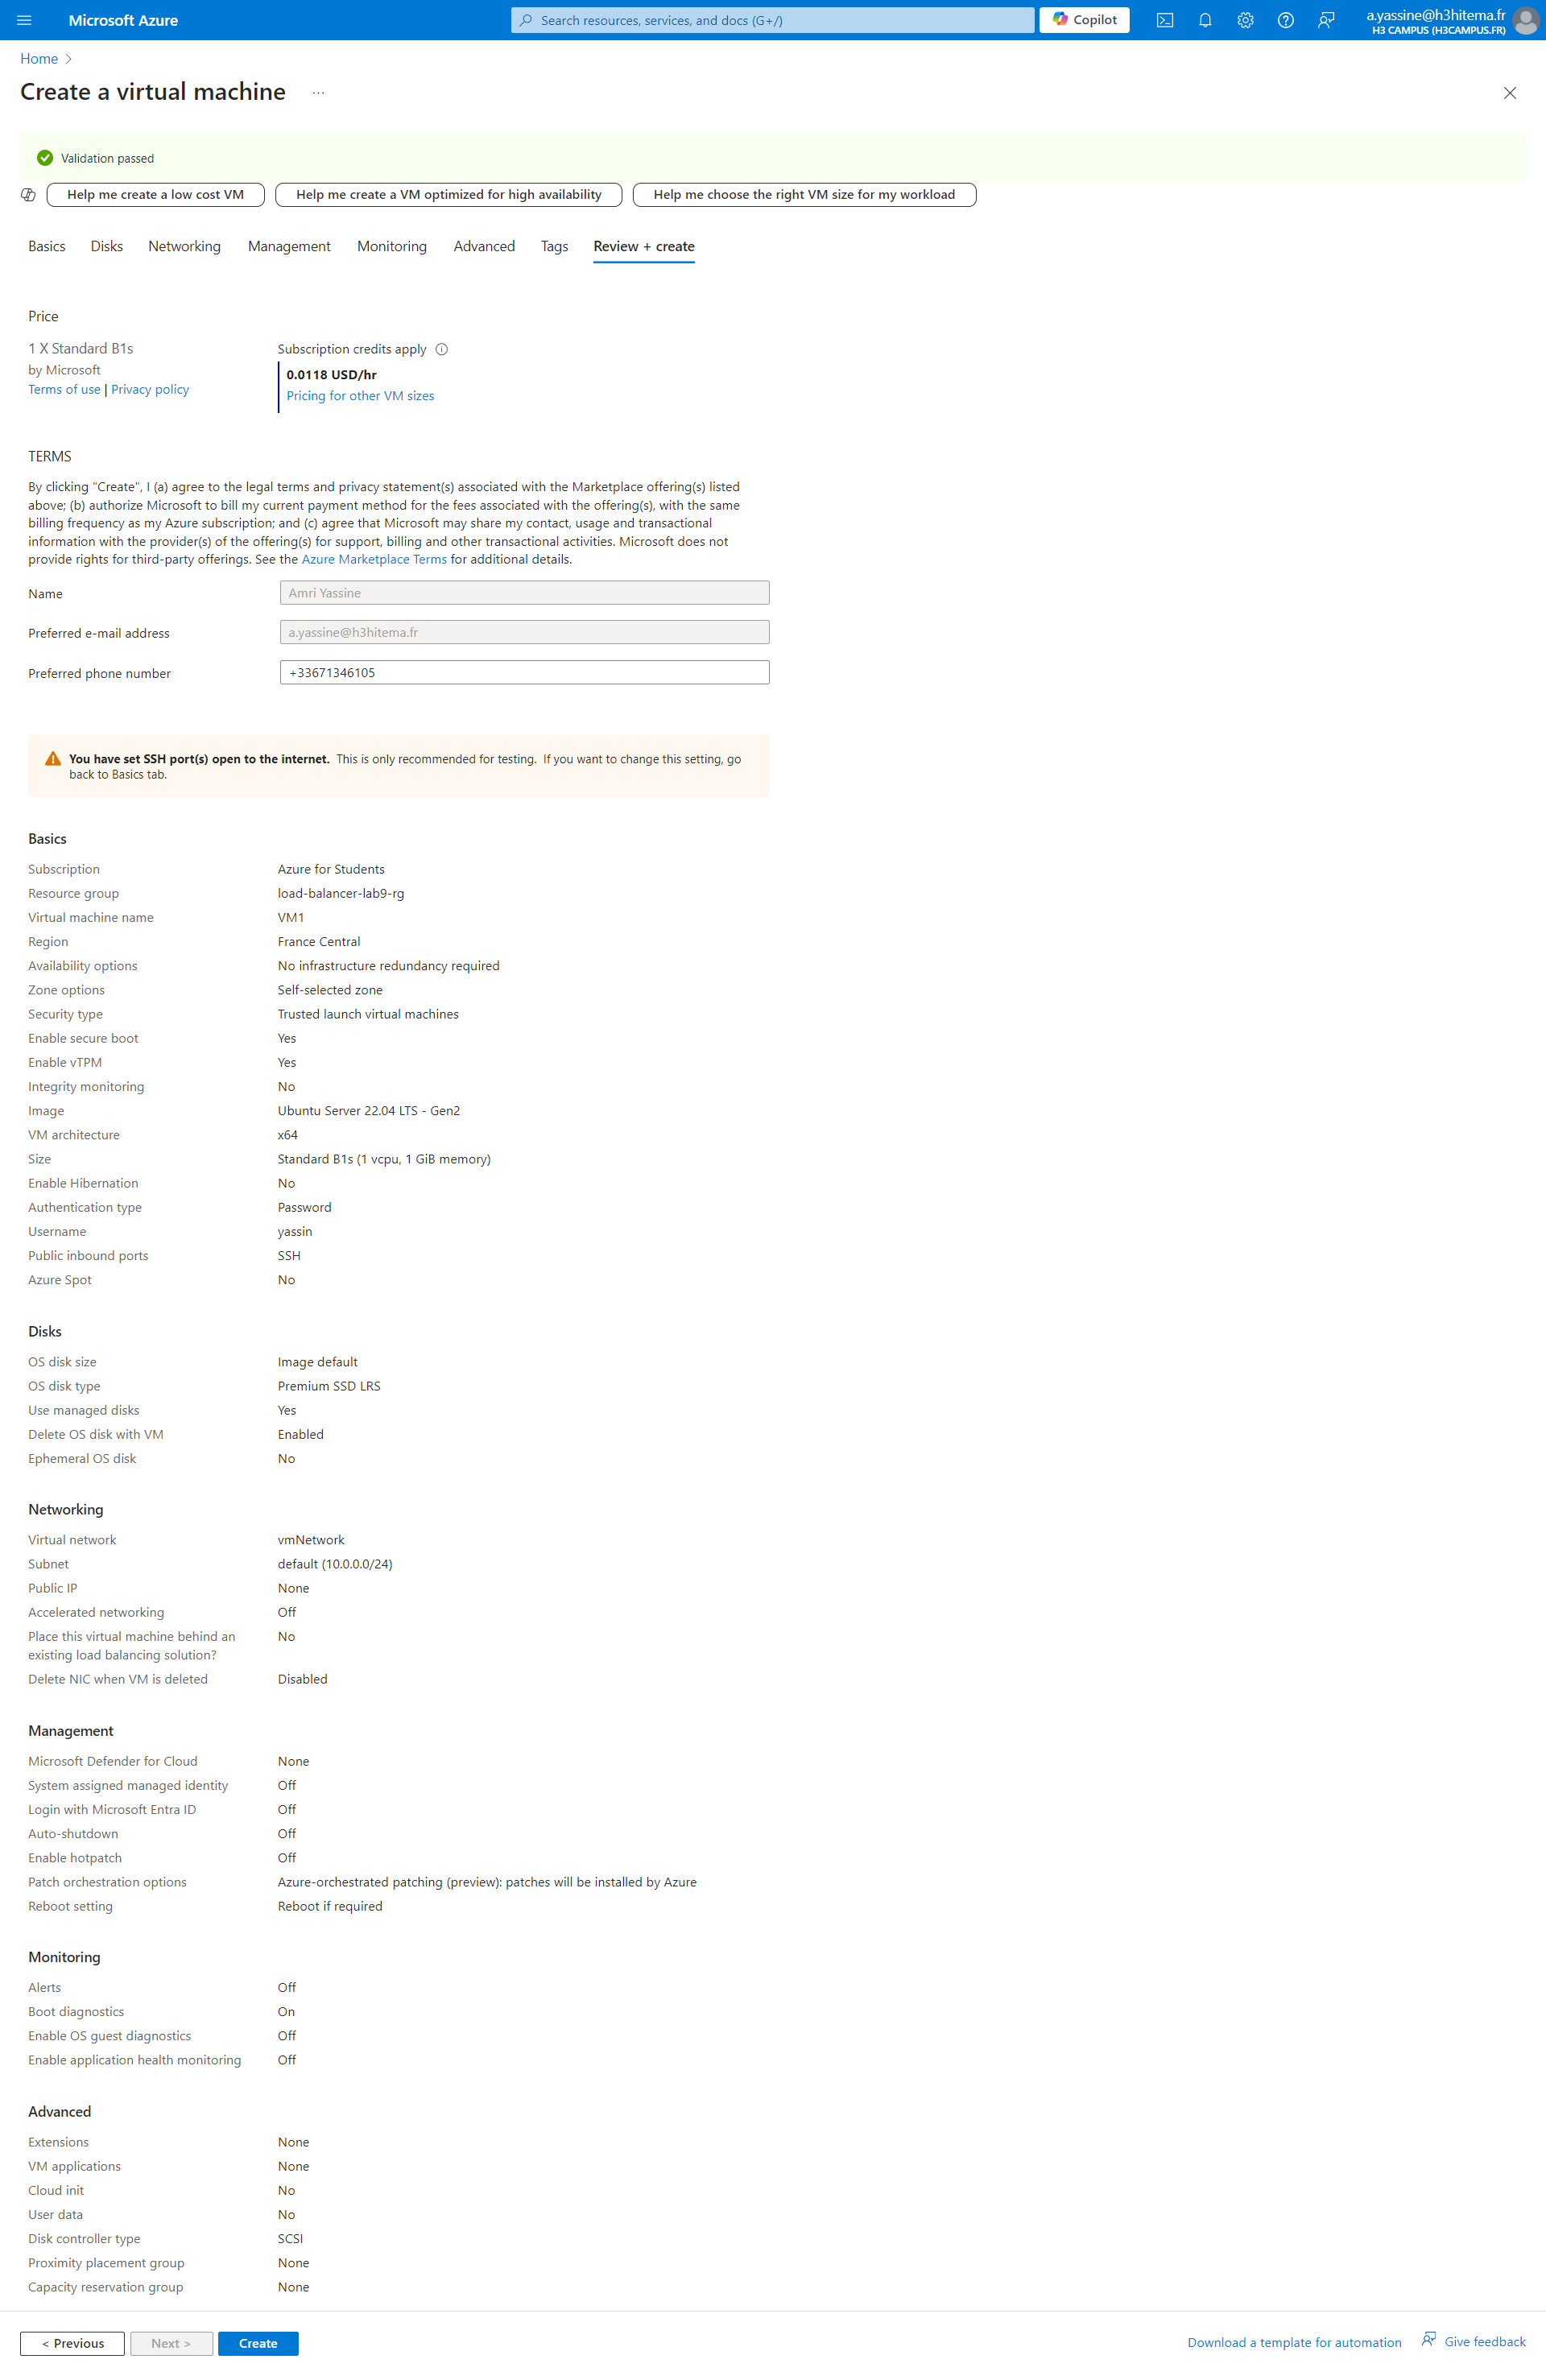 Microsoft Azure
Search resources, services, and docs (G+/)
Copilot
a.yassine@h3hitema.fr
H3 CAMPUS (H3CAMPUS.FR)
Home
Create a virtual machine ...
Validation passed
Help me create a low cost VM
Help me create a VM optimized for high availability
Help me choose the right VM size for my workload
Basics Disks Networking Management Monitoring Advanced Tags Review + create
Price
1 X Standard B1s
by Microsoft
Terms of use | Privacy policy
Subscription credits apply
0.0118 USD/hr
Pricing for other VM sizes
TERMS
By clicking "Create", I (a) agree to the legal terms and privacy statement(s) associated with the Marketplace offering(s) listed
above; (b) authorize Microsoft to bill my current payment method for the fees associated with the offering(s), with the same
billing frequency as my Azure subscription; and (c) agree that Microsoft may share my contact, usage and transactional
information with the provider(s) of the offering(s) for support, billing and other transactional activities. Microsoft does not
provide rights for third-party offerings. See the Azure Marketplace Terms for additional details.
Name Amri Yassine
Preferred e-mail address a.yassine@h3hitema.fr
Preferred phone number +33671346105
You have set SSH port(s) open to the internet. This is only recommended for testing. If you want to change this setting, go
back to Basics tab.
Basics
Subscription Azure for Students
Resource group load-balancer-lab9-rg
Virtual machine name VM1
Region France Central
Availability options No infrastructure redundancy required
Zone options Self-selected zone
Security type Trusted launch virtual machines
Enable secure boot Yes
Enable vTPM Yes
Integrity monitoring No
Image Ubuntu Server 22.04 LTS - Gen2
VM architecture x64
Size Standard B1s (1 vcpu, 1 GiB memory)
Enable Hibernation No
Authentication type Password
Username yassin
Public inbound ports SSH
Azure Spot No
Disks
OS disk size Image default
OS disk type Premium SSD LRS
Use managed disks Yes
Delete OS disk with VM Enabled
Ephemeral OS disk No
Networking
Virtual network vmNetwork
Subnet default (10.0.0.0/24)
Public IP None
Accelerated networking Off
Place this virtual machine behind an No
existing load balancing solution?
Delete NIC when VM is deleted Disabled
Management
Microsoft Defender for Cloud None
System assigned managed identity Off
Login with Microsoft Entra ID Off
Auto-shutdown Off
Enable hotpatch Off
Patch orchestration options Azure-orchestrated patching (preview): patches will be installed by Azure
Reboot setting Reboot if required
Monitoring
Alerts Off
Boot diagnostics On
Enable OS guest diagnostics Off
Enable application health monitoring Off
Advanced
Extensions None
VM applications None
Cloud init No
User data No
Disk controller type SCSI
Proximity placement group None
Capacity reservation group None
< Previous Next > Create Download a template for automation Give feedback